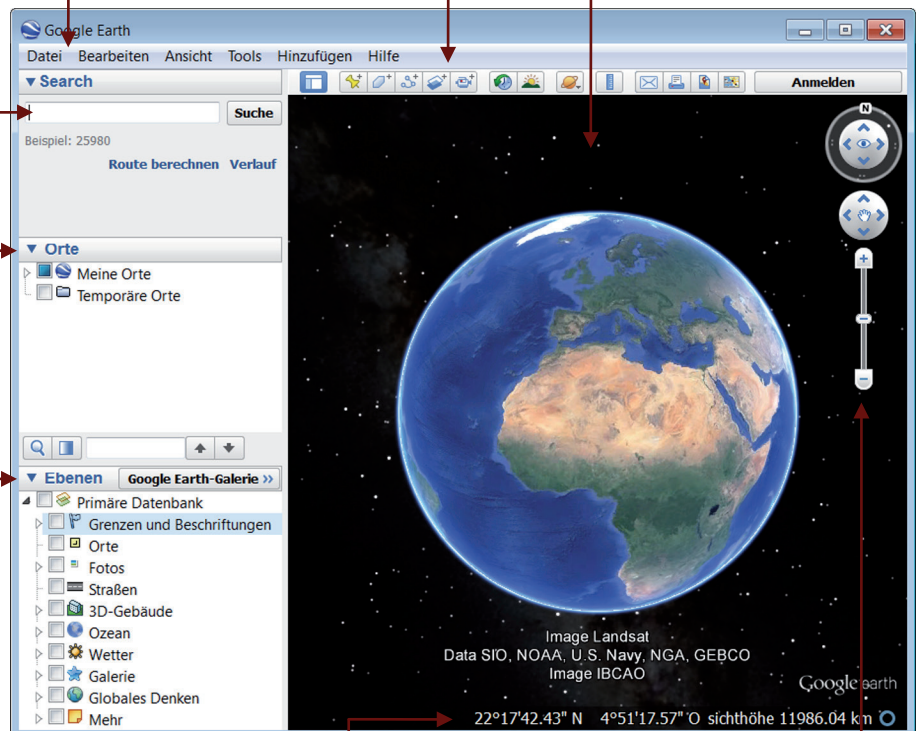 Google Earth
Datei Bearbeiten Ansicht Tools Hinzufügen Hilfe
Search
Suche
Beispiel: 25980
Route berechnen Verlauf
Orte
Meine Orte
Temporäre Orte
Ebenen Google Earth-Galerie »
Primäre Datenbank
Grenzen und Beschriftungen
Orte
Fotos
Straßen
3D-Gebäude
Ozean
Wetter
Galerie
Globales Denken
Mehr
Anmelden
N
Image Landsat
Data SIO, NOAA, U.S. Navy, NGA, GEBCO
Image IBCAO
Google earth
22°17'42.43" N 4°51'17.57" O sichthöhe 11986.04 km